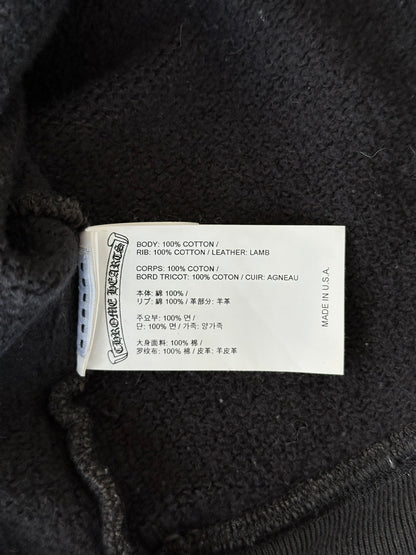 CHROME HEARTS
BODY: 100% COTTON /
RIB: 100% COTTON / LEATHER: LAMB
CORPS: 100% COTON /
BORD TRICOT: 100% COTON / CUIR: AGNEAU
本体: 綿 100% /
リブ: 綿 100% / 革部分: 羊革
주요부: 100% 면 /
단: 100% 면 / 가죽: 양가죽
大身面料: 100% 棉 /
罗纹布: 100% 棉 / 皮革: 羊皮革
MADE IN U.S.A.